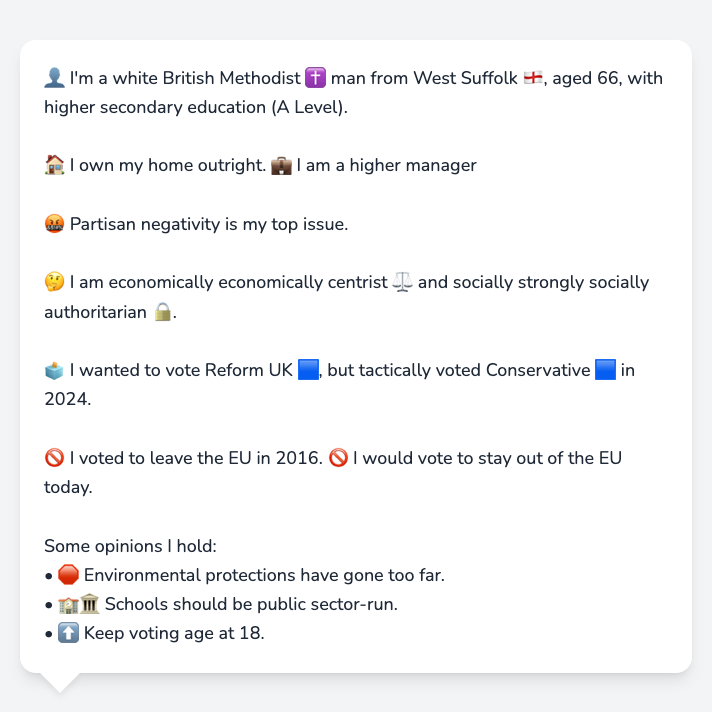 👤 I'm a white British Methodist ✝️ man from West Suffolk 🏴󠁧󠁢󠁥󠁮󠁧󠁿, aged 66, with
higher secondary education (A Level).
🏠 I own my home outright. 💼 I am a higher manager
🤬 Partisan negativity is my top issue.
🤔 I am economically economically centrist ⚖️ and socially strongly socially
authoritarian 🔒.
🗳️ I wanted to vote Reform UK 🟦, but tactically voted Conservative 🟦 in
2024.
🚫 I voted to leave the EU in 2016. 🚫 I would vote to stay out of the EU
today.
Some opinions I hold:
• 🛑 Environmental protections have gone too far.
• 🏫🏛️ Schools should be public sector-run.
• ⬆️ Keep voting age at 18.